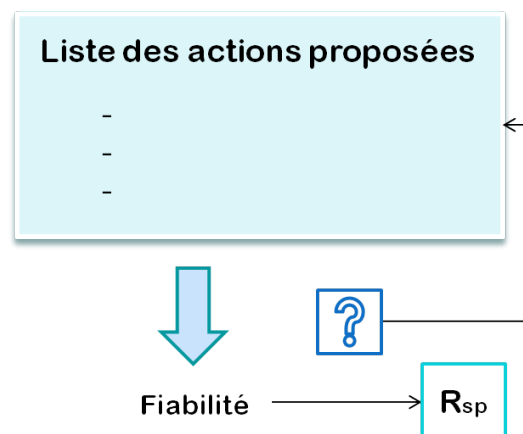 Liste des actions proposées
-
-
-
?
Fiabilité
Rsp